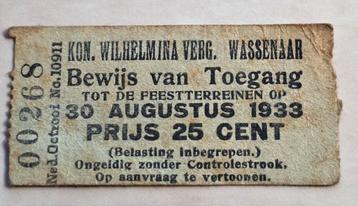 KON. WILHELMINA VERG. WASSENAAR
Bewijs van Toegang
TOT DE FEESTTERREINEN OP
30 AUGUSTUS 1933
PRIJS 25 CENT
(Belasting inbegrepen.)
Ongeldig zonder Controlestrook.
Op aanvraag te vertoonen.
00268
Ned. Octrooi No. 10911